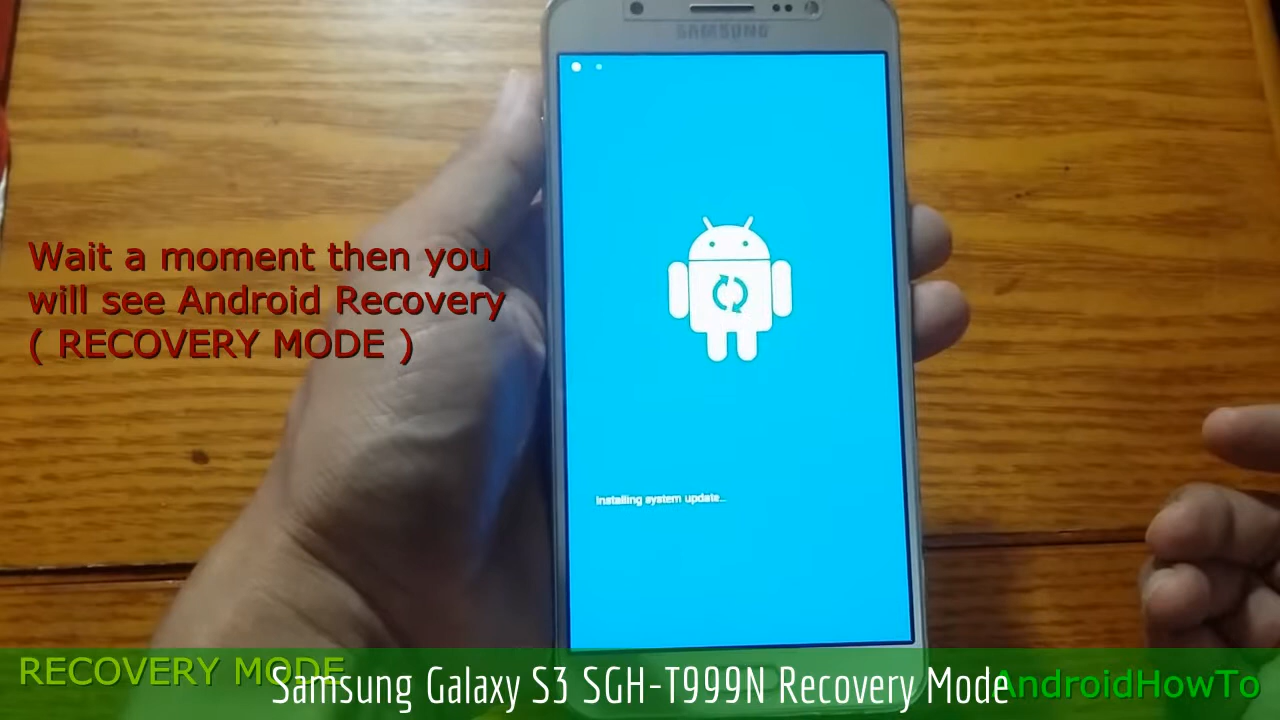 SAMSUNG
Wait a moment then you
will see Android Recovery
( RECOVERY MODE )
Installing system update...
RECOVERY MODE
Samsung Galaxy S3 SGH-T999N Recovery Mode
AndroidHowTo